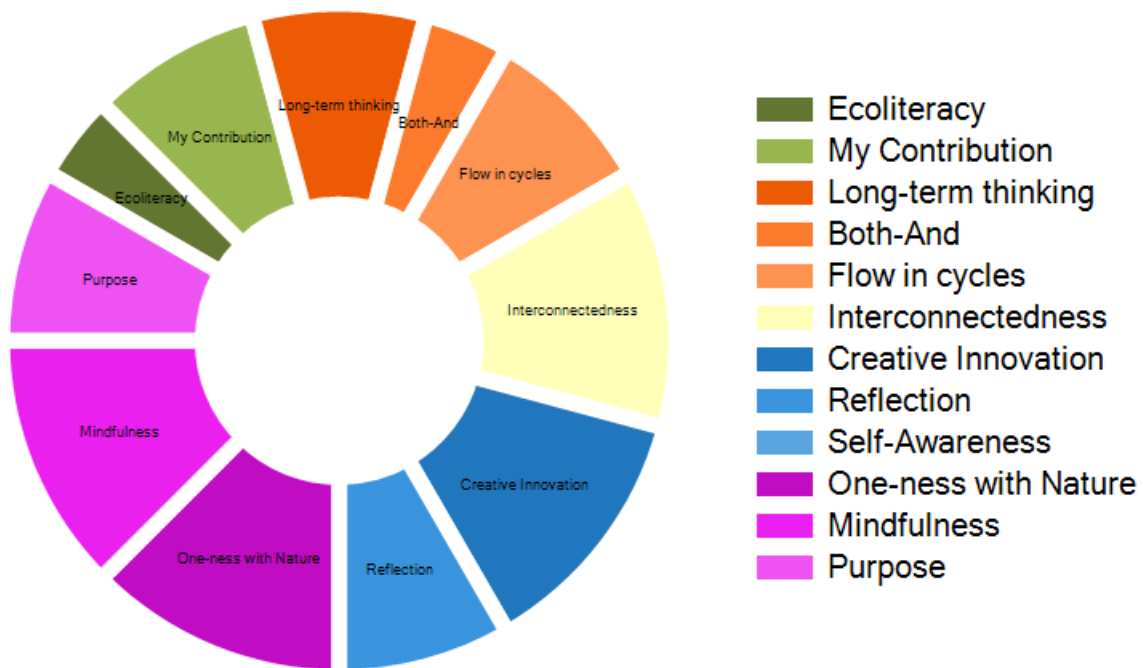 Long-term thinking
Both-And
My Contribution
Flow in cycles
Ecoliteracy
Purpose
Interconnectedness
Mindfulness
Creative Innovation
One-ness with Nature
Reflection
Ecoliteracy
My Contribution
Long-term thinking
Both-And
Flow in cycles
Interconnectedness
Creative Innovation
Reflection
Self-Awareness
One-ness with Nature
Mindfulness
Purpose